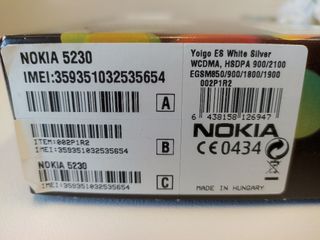 NOKIA 5230
IMEI:359351032535654
A
ITEM:002P1R2
IMEI:359351032535654
B
NOKIA 5230
IMEI:359351032535654
C
Yoigo ES White Silver
WCDMA, HSDPA 900/2100
EGSM850/900/1800/1900
002P1R2
6 438158 126947
NOKIA
CE0434
MADE IN HUNGARY